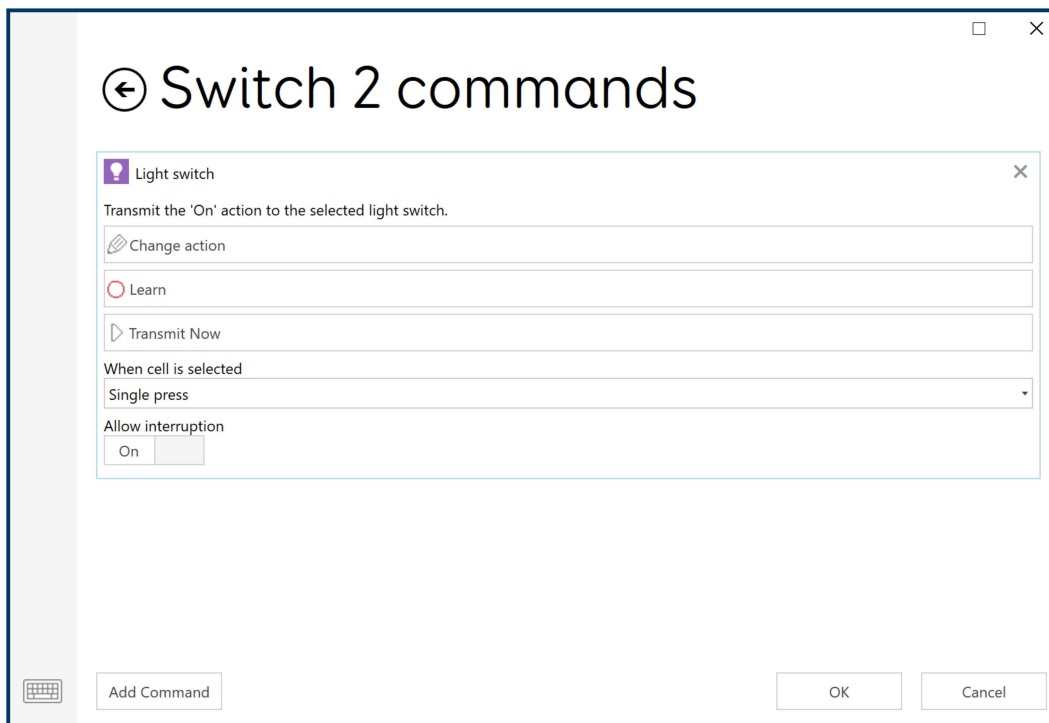 Switch 2 commands
Light switch
Transmit the 'On' action to the selected light switch.
Change action
Learn
Transmit Now
When cell is selected
Single press
Allow interruption
On
Add Command
OK
Cancel